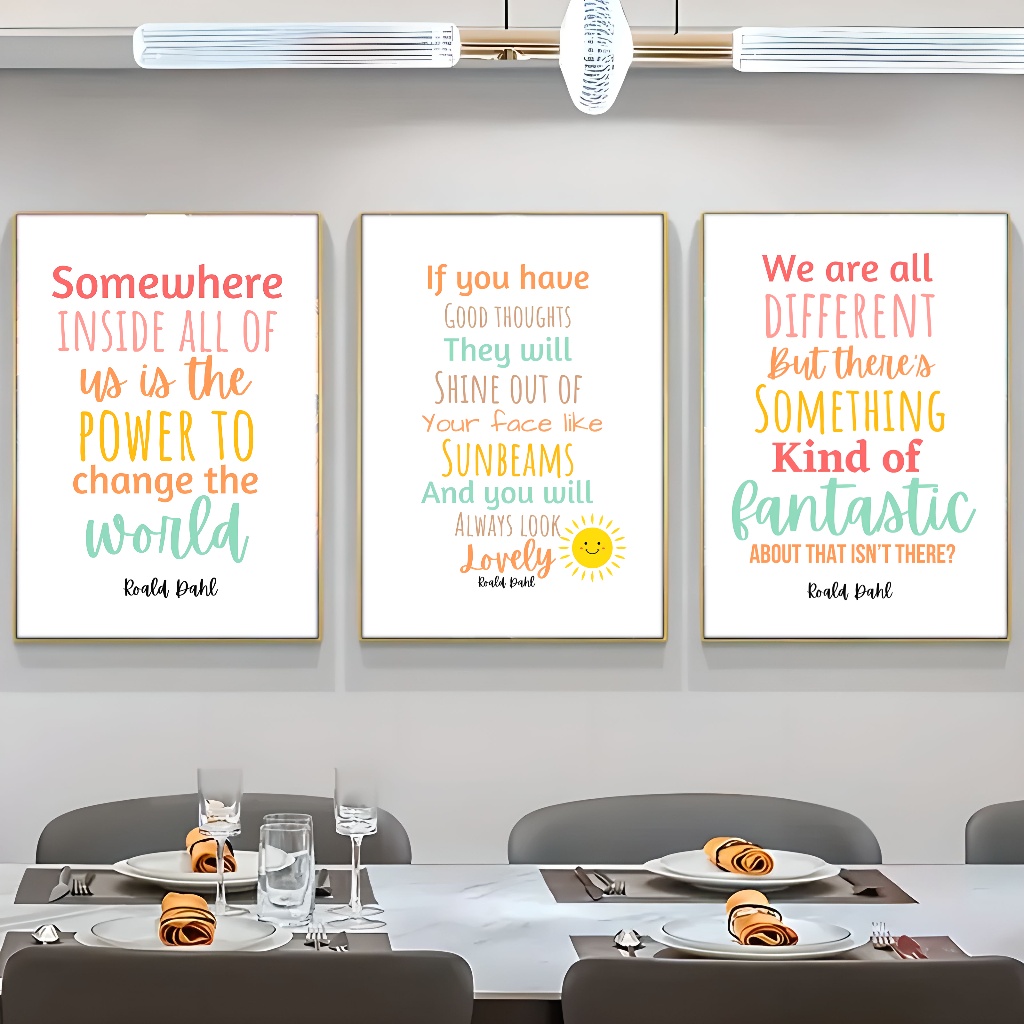 Somewhere
INSIDE ALL OF
us is the
POWER TO
change the
world
Roald Dahl
If you have
GOOD THOUGHTS
They will
SHINE OUT OF
Your face like
SUNBEAMS
And you will
ALWAYS LOOK
Lovely
Roald Dahl
We are all
DIFFERENT
But there's
SOMETHING
Kind of
fantastic
ABOUT THAT ISN'T THERE?
Roald Dahl